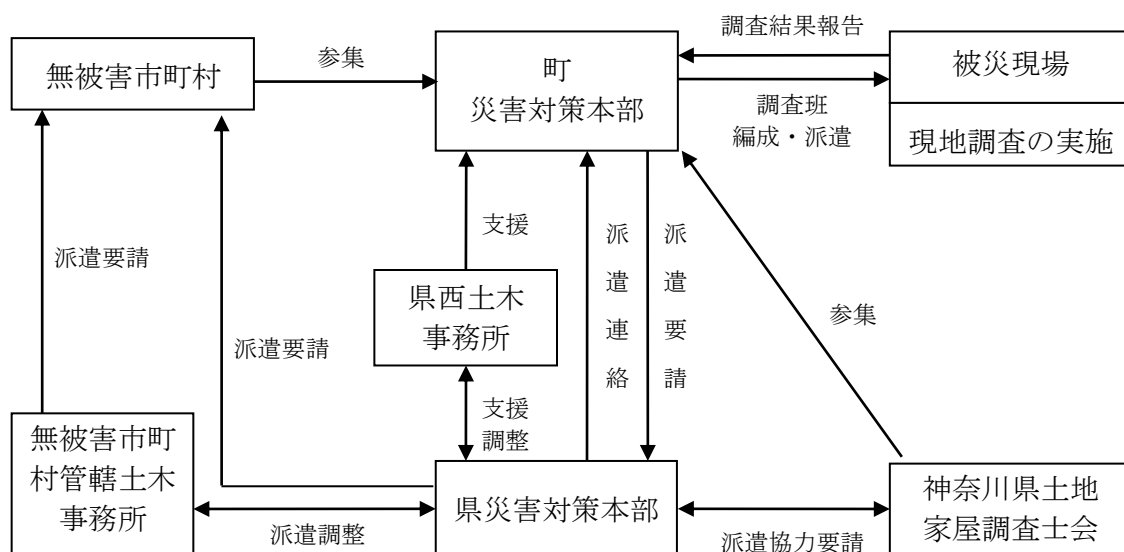 調査結果報告
無被害市町村
参集
町
災害対策本部
被災現場
調査班
編成・派遣
現地調査の実施
支援
派遣連絡
派遣要請
派遣要請
県西土木
事務所
参集
派遣要請
支援
調整
無被害市町
村管轄土木
事務所
県災害対策本部
神奈川県土地
家屋調査士会
派遣調整
派遣協力要請